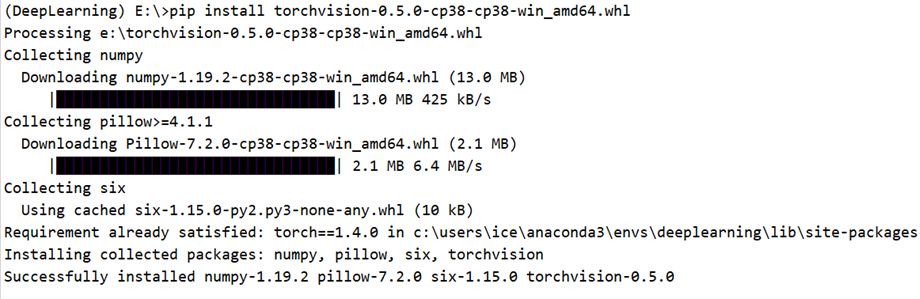 (DeepLearning) E:\>pip install torchvision-0.5.0-cp38-cp38-win_amd64.whl
Processing e:\torchvision-0.5.0-cp38-cp38-win_amd64.whl
Collecting numpy
  Downloading numpy-1.19.2-cp38-cp38-win_amd64.whl (13.0 MB)
     |████████████████████████████████| 13.0 MB 425 kB/s
Collecting pillow>=4.1.1
  Downloading Pillow-7.2.0-cp38-cp38-win_amd64.whl (2.1 MB)
     |████████████████████████████████| 2.1 MB 6.4 MB/s
Collecting six
  Using cached six-1.15.0-py2.py3-none-any.whl (10 kB)
Requirement already satisfied: torch==1.4.0 in c:\users\ice\anaconda3\envs\deeplearning\lib\site-packages
Installing collected packages: numpy, pillow, six, torchvision
Successfully installed numpy-1.19.2 pillow-7.2.0 six-1.15.0 torchvision-0.5.0